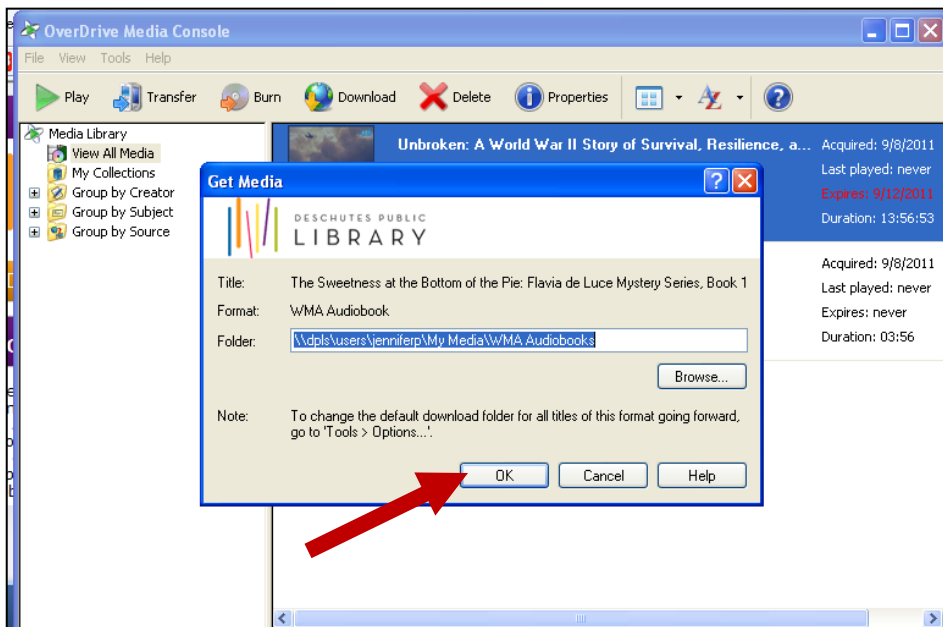 OverDrive Media Console
File View Tools Help
Play Transfer Burn Download Delete Properties
Media Library
View All Media
My Collections
Group by Creator
Group by Subject
Group by Source
Unbroken: A World War II Story of Survival, Resilience, a...
Acquired: 9/8/2011
Last played: never
Expires: 9/12/2011
Duration: 13:56:53
Acquired: 9/8/2011
Last played: never
Expires: never
Duration: 03:56
Get Media
DESCHUTES PUBLIC
LIBRARY
Title: The Sweetness at the Bottom of the Pie: Flavia de Luce Mystery Series, Book 1
Format: WMA Audiobook
Folder: \\dpls\users\jenniferp\My Media\WMA Audiobooks
Browse...
Note: To change the default download folder for all titles of this format going forward,
go to 'Tools > Options...'.
OK Cancel Help